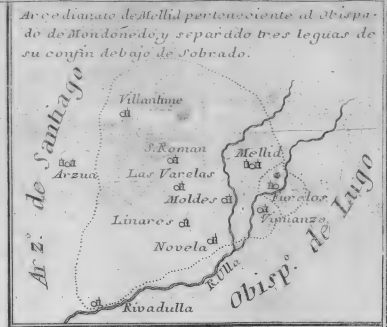 Arcedianato de Mellid perteneciente al Obispa-
do de Mondoñedo, y separado tres leguas de
su confin debajo de Sobrado.
Villantime
Arz.º de Santiago
S. Roman
Mellid
Arzua
Las Varelas
Moldes
Furelos
Linares
Vimianzo
Novela
R. Ulla
Obisp.º de Lugo
Rivadulla